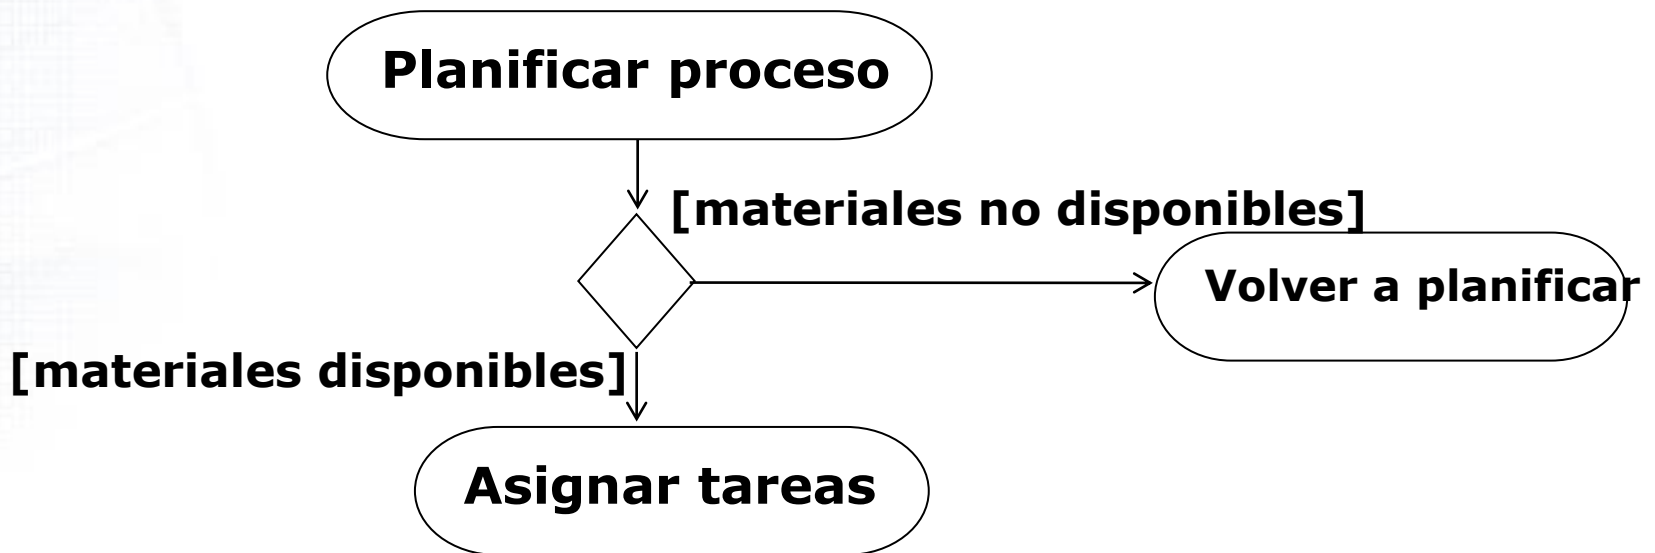 Planificar proceso
[materiales no disponibles]
Volver a planificar
[materiales disponibles]
Asignar tareas